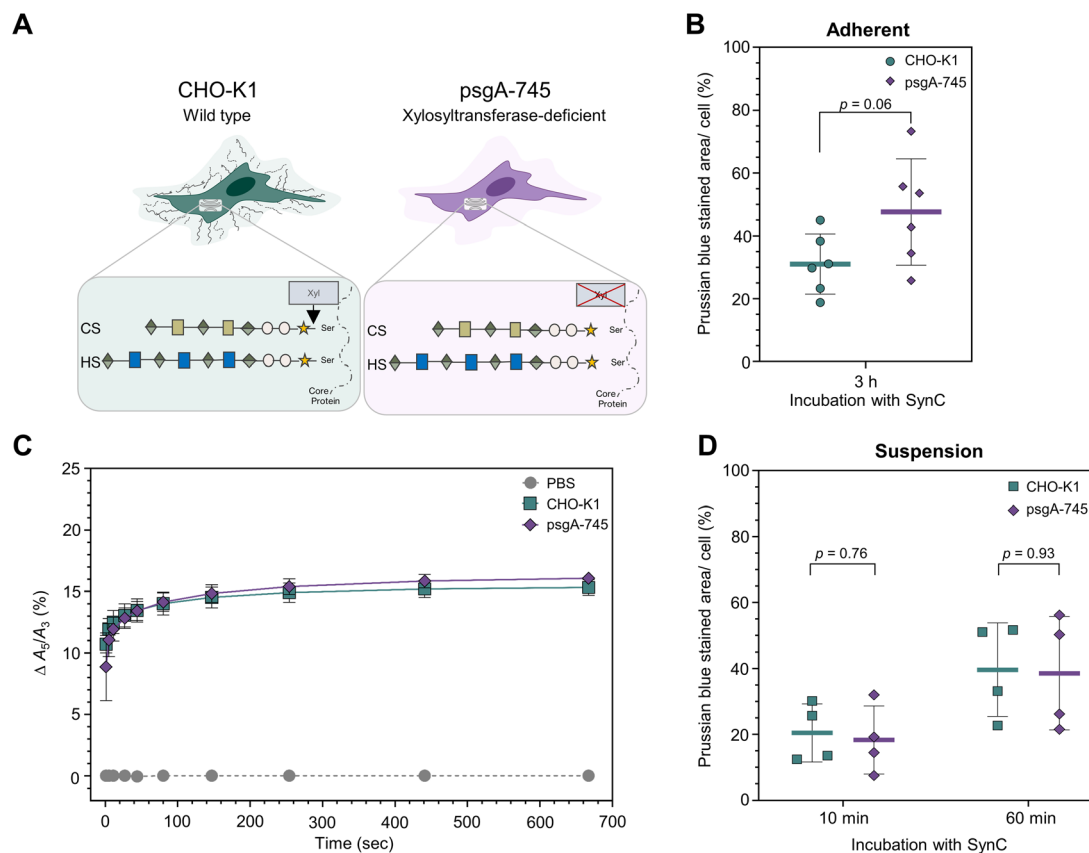 A
CHO-K1
Wild type
psgA-745
Xylosyltransferase-deficient
Xyl
CS
Ser
HS
Ser
Core
Protein
Xyl
CS
Ser
HS
Ser
Core
Protein
B
Adherent
CHO-K1
psgA-745
p = 0.06
Prussian blue stained area/ cell (%)
100
80
60
40
20
0
3 h
Incubation with SynC
C
PBS
CHO-K1
psgA-745
Δ A5/A3 (%)
25
20
15
10
5
0
0 100 200 300 400 500 600 700
Time (sec)
D
Suspension
CHO-K1
psgA-745
p = 0.76
p = 0.93
Prussian blue stained area/ cell (%)
100
80
60
40
20
0
10 min 60 min
Incubation with SynC